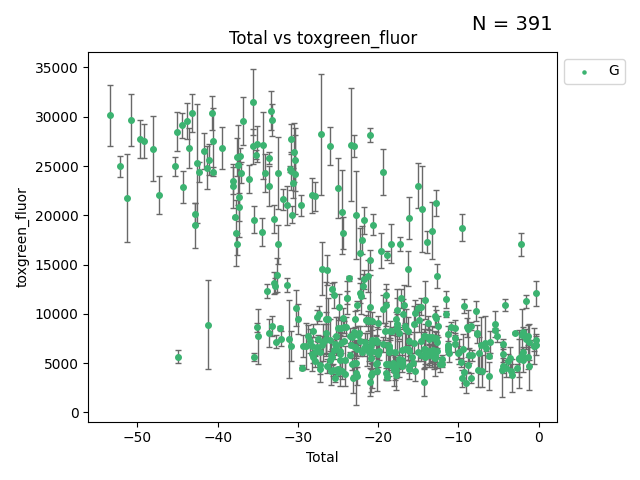 N = 391
Total vs toxgreen_fluor
G
toxgreen_fluor
35000
30000
25000
20000
15000
10000
5000
0
−50 −40 −30 −20 −10 0
Total